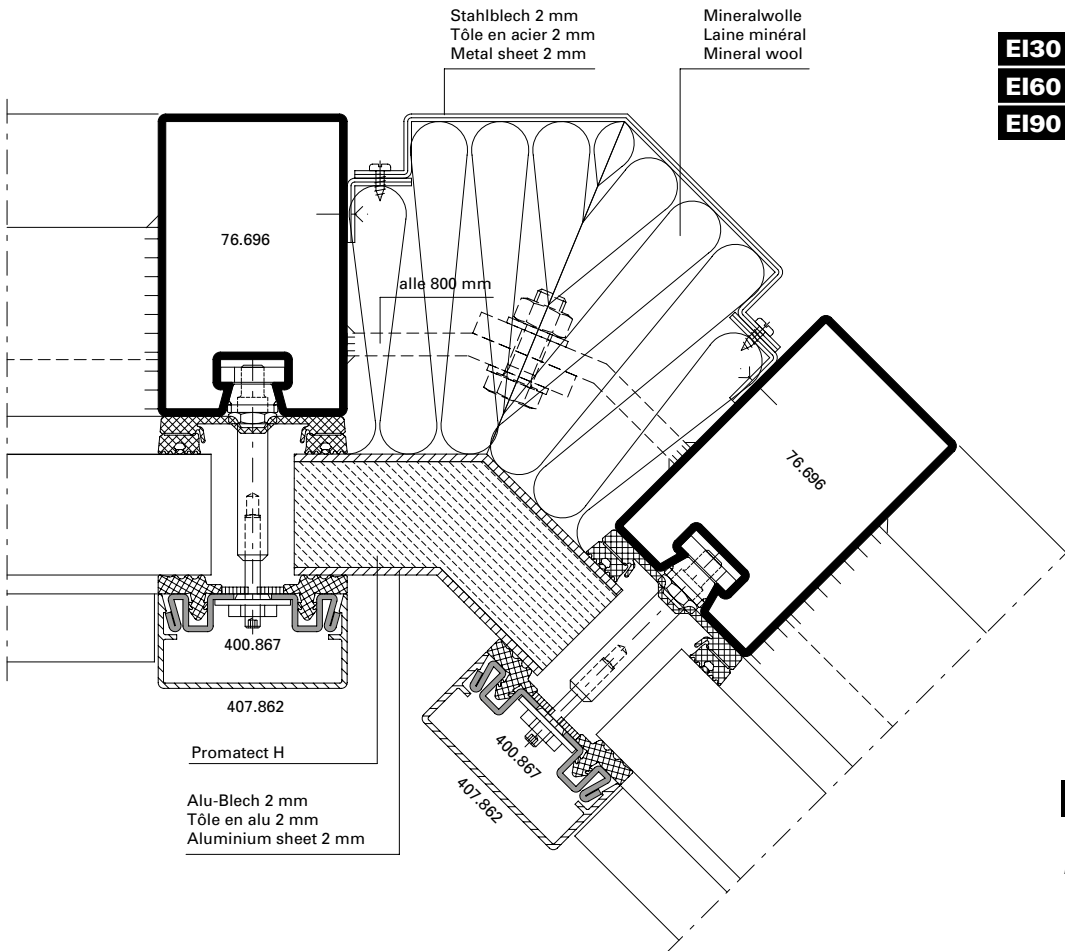 Stahlblech 2 mm
Tôle en acier 2 mm
Metal sheet 2 mm
Mineralwolle
Laine minéral
Mineral wool
EI30
EI60
EI90
76.696
alle 800 mm
76.696
400.867
407.862
400.867
407.862
Promatect H
Alu-Blech 2 mm
Tôle en alu 2 mm
Aluminium sheet 2 mm